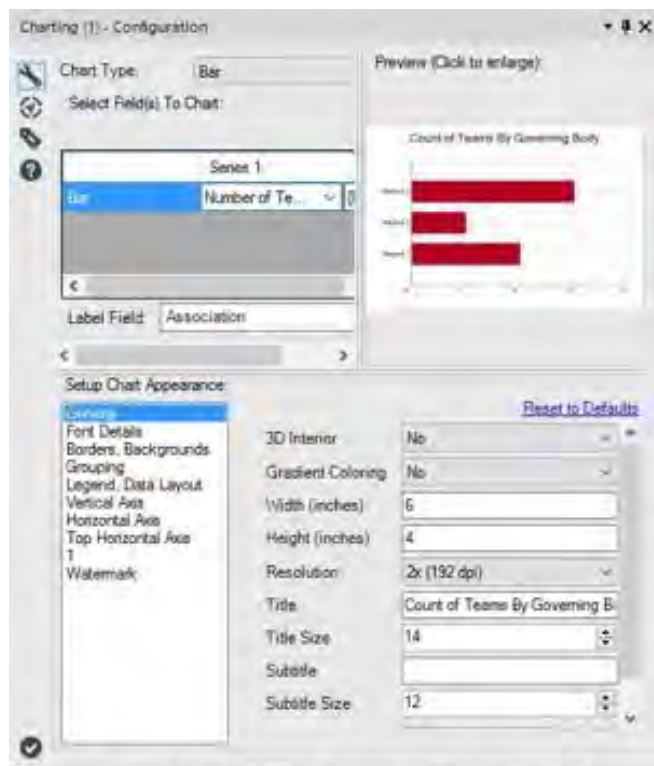 Charting (1) - Configuration
Chart Type: Bar
Select Field(s) To Chart:
Preview (Click to enlarge):
Series 1
Bar Number of Te...
Label Field: Association
Count of Teams By Governing Body
Setup Chart Appearance:
General
Font Details
Borders, Backgrounds
Grouping
Legend, Data Layout
Vertical Axis
Horizontal Axis
Top Horizontal Axis
1
Watermark
Reset to Defaults
3D Interior No
Gradient Coloring No
Width (inches) 6
Height (inches) 4
Resolution 2x (192 dpi)
Title Count of Teams By Governing B
Title Size 14
Subtitle
Subtitle Size 12